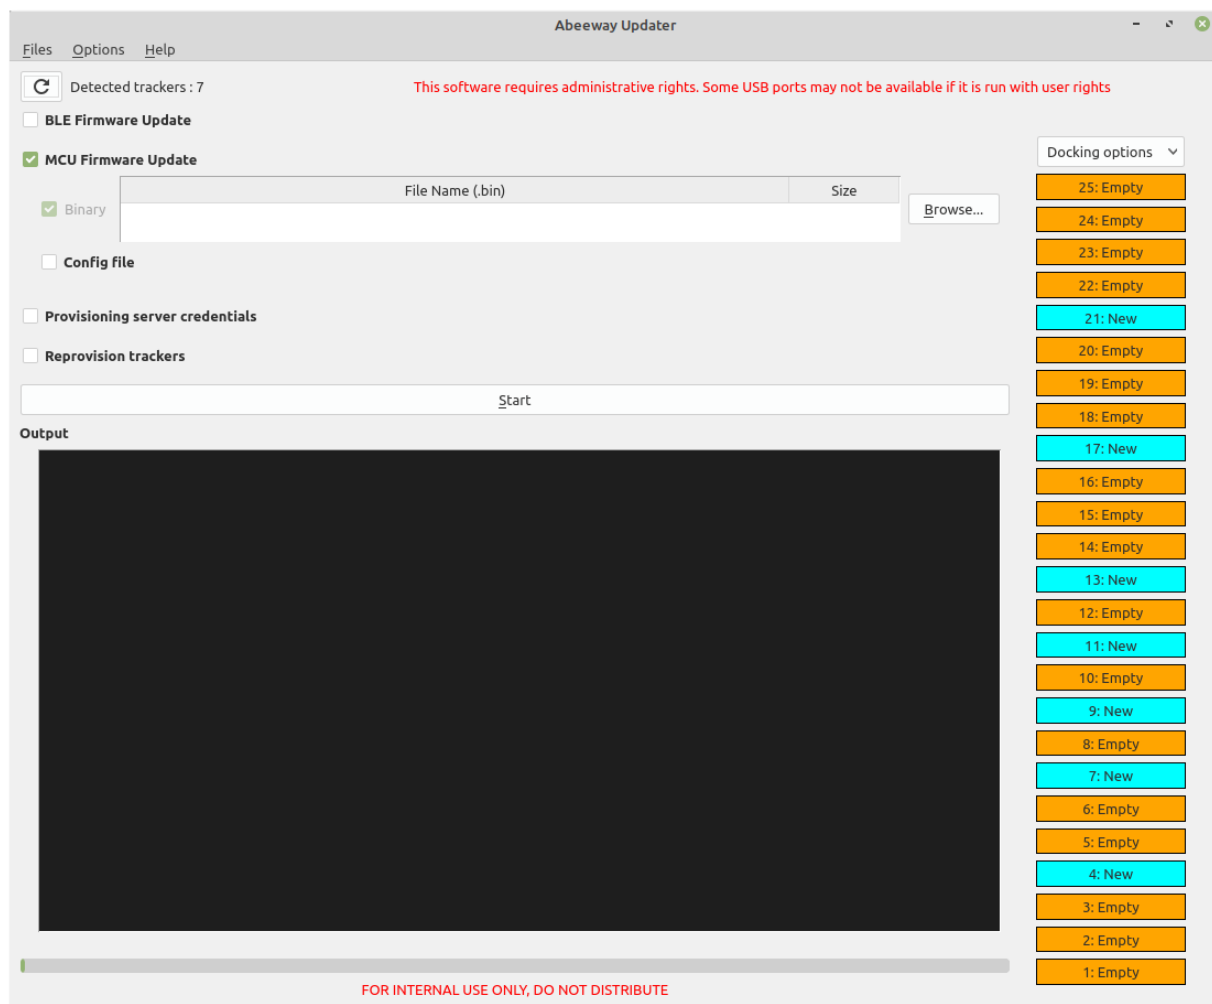 Abeeway Updater
Files Options Help
Detected trackers : 7
This software requires administrative rights. Some USB ports may not be available if it is run with user rights
BLE Firmware Update
MCU Firmware Update
File Name (.bin) Size
Binary
Browse...
Config file
Provisioning server credentials
Reprovision trackers
Start
Output
Docking options
25: Empty
24: Empty
23: Empty
22: Empty
21: New
20: Empty
19: Empty
18: Empty
17: New
16: Empty
15: Empty
14: Empty
13: New
12: Empty
11: New
10: Empty
9: New
8: Empty
7: New
6: Empty
5: Empty
4: New
3: Empty
2: Empty
1: Empty
FOR INTERNAL USE ONLY, DO NOT DISTRIBUTE